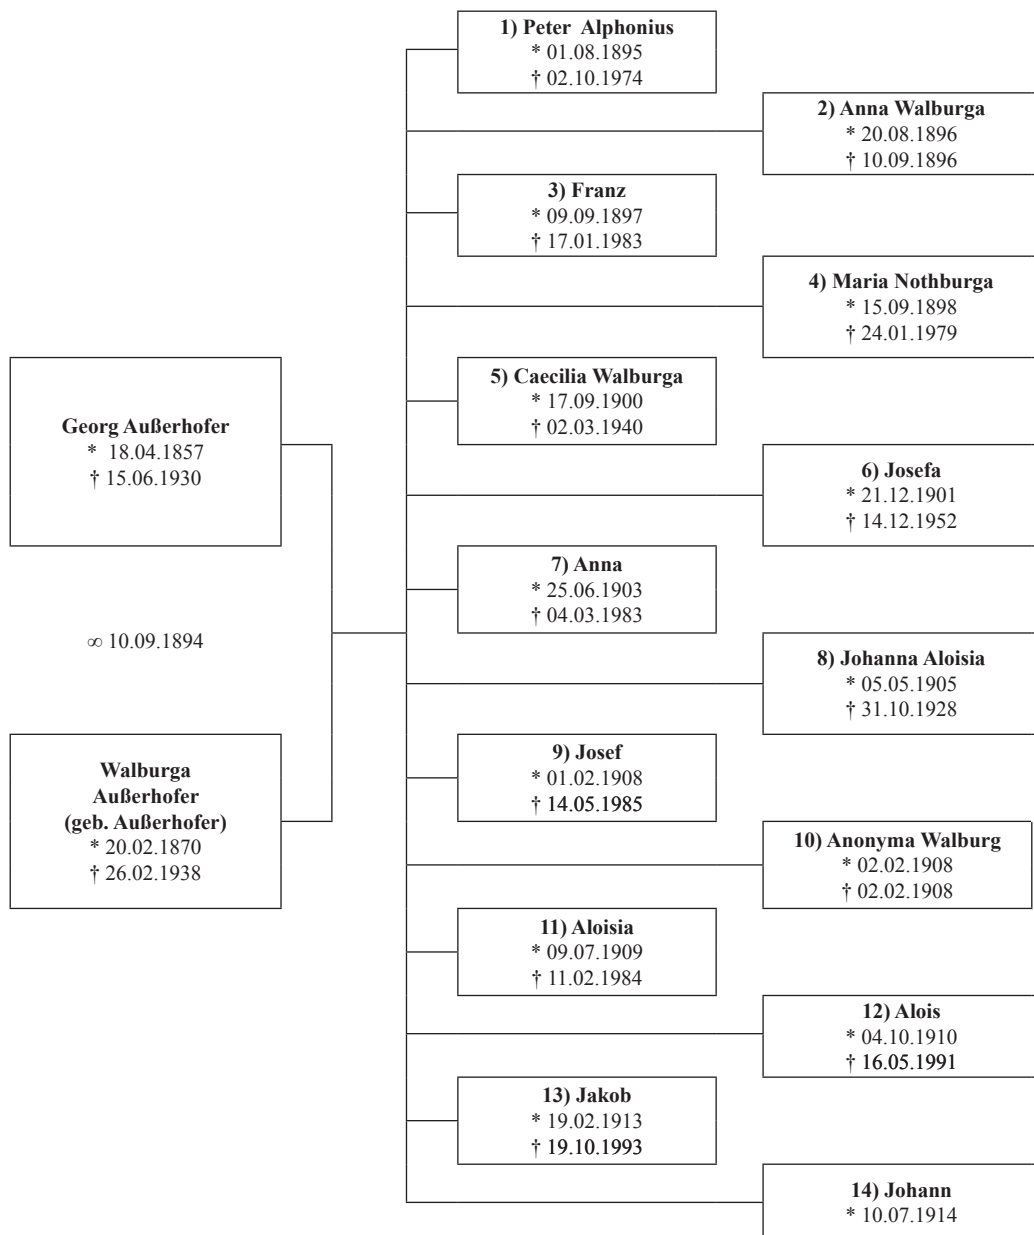 1) Peter Alphonius
* 01.08.1895
† 02.10.1974
2) Anna Walburga
* 20.08.1896
† 10.09.1896
3) Franz
* 09.09.1897
† 17.01.1983
4) Maria Nothburga
* 15.09.1898
† 24.01.1979
5) Caecilia Walburga
* 17.09.1900
† 02.03.1940
Georg Außerhofer
* 18.04.1857
† 15.06.1930
6) Josefa
* 21.12.1901
† 14.12.1952
7) Anna
* 25.06.1903
† 04.03.1983
∞ 10.09.1894
8) Johanna Aloisia
* 05.05.1905
† 31.10.1928
9) Josef
* 01.02.1908
† 14.05.1985
Walburga
Außerhofer
(geb. Außerhofer)
* 20.02.1870
† 26.02.1938
10) Anonyma Walburg
* 02.02.1908
† 02.02.1908
11) Aloisia
* 09.07.1909
† 11.02.1984
12) Alois
* 04.10.1910
† 16.05.1991
13) Jakob
* 19.02.1913
† 19.10.1993
14) Johann
* 10.07.1914